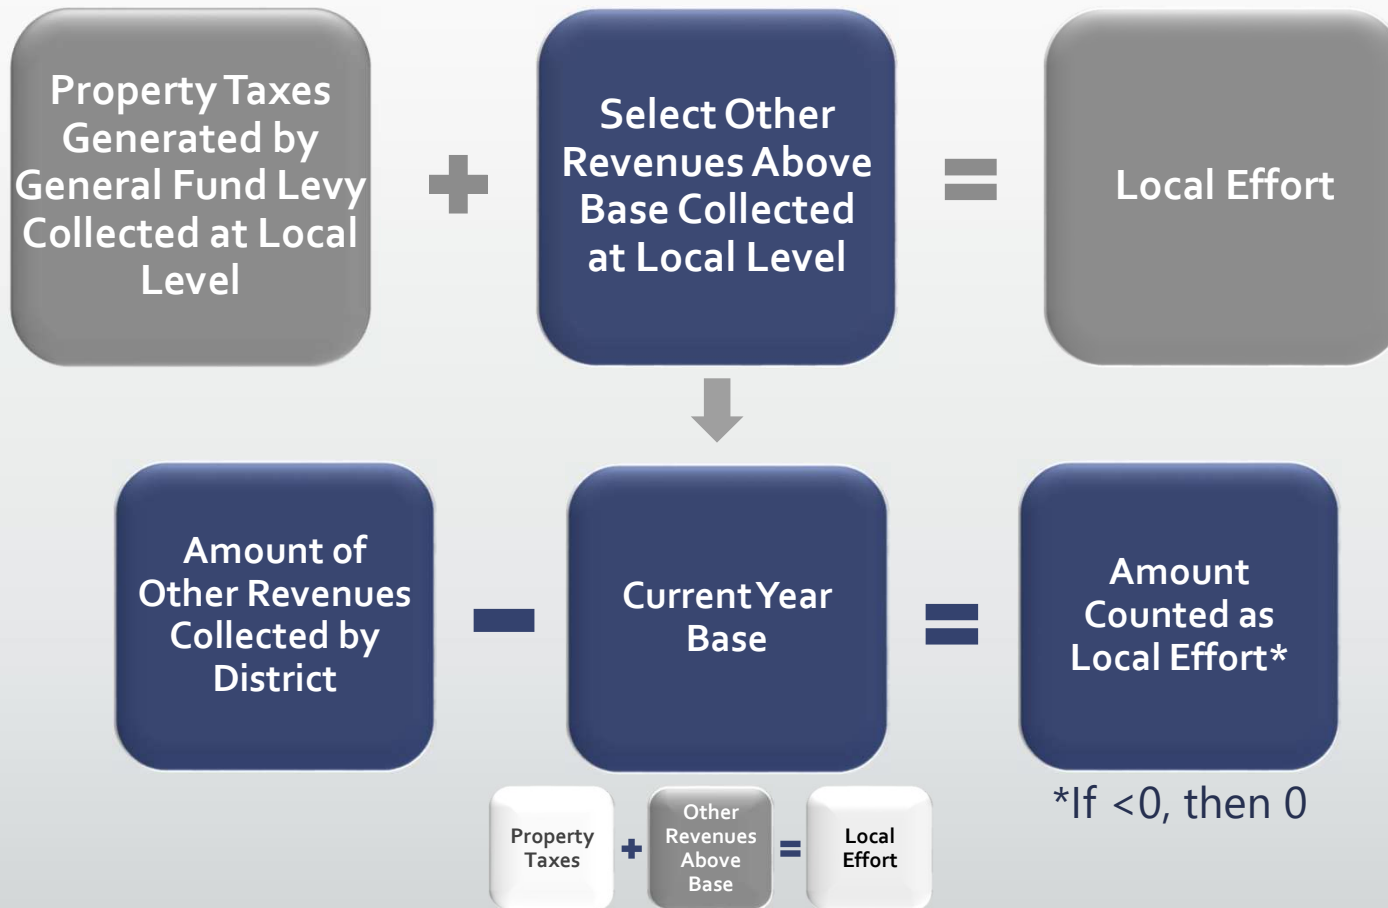 Property Taxes
Generated by
General Fund Levy
Collected at Local
Level
+
Select Other
Revenues Above
Base Collected
at Local Level
=
Local Effort
Amount of
Other Revenues
Collected by
District
-
Current Year
Base
=
Amount
Counted as
Local Effort*
*If <0, then 0
Property
Taxes
+
Other
Revenues
Above
Base
=
Local
Effort